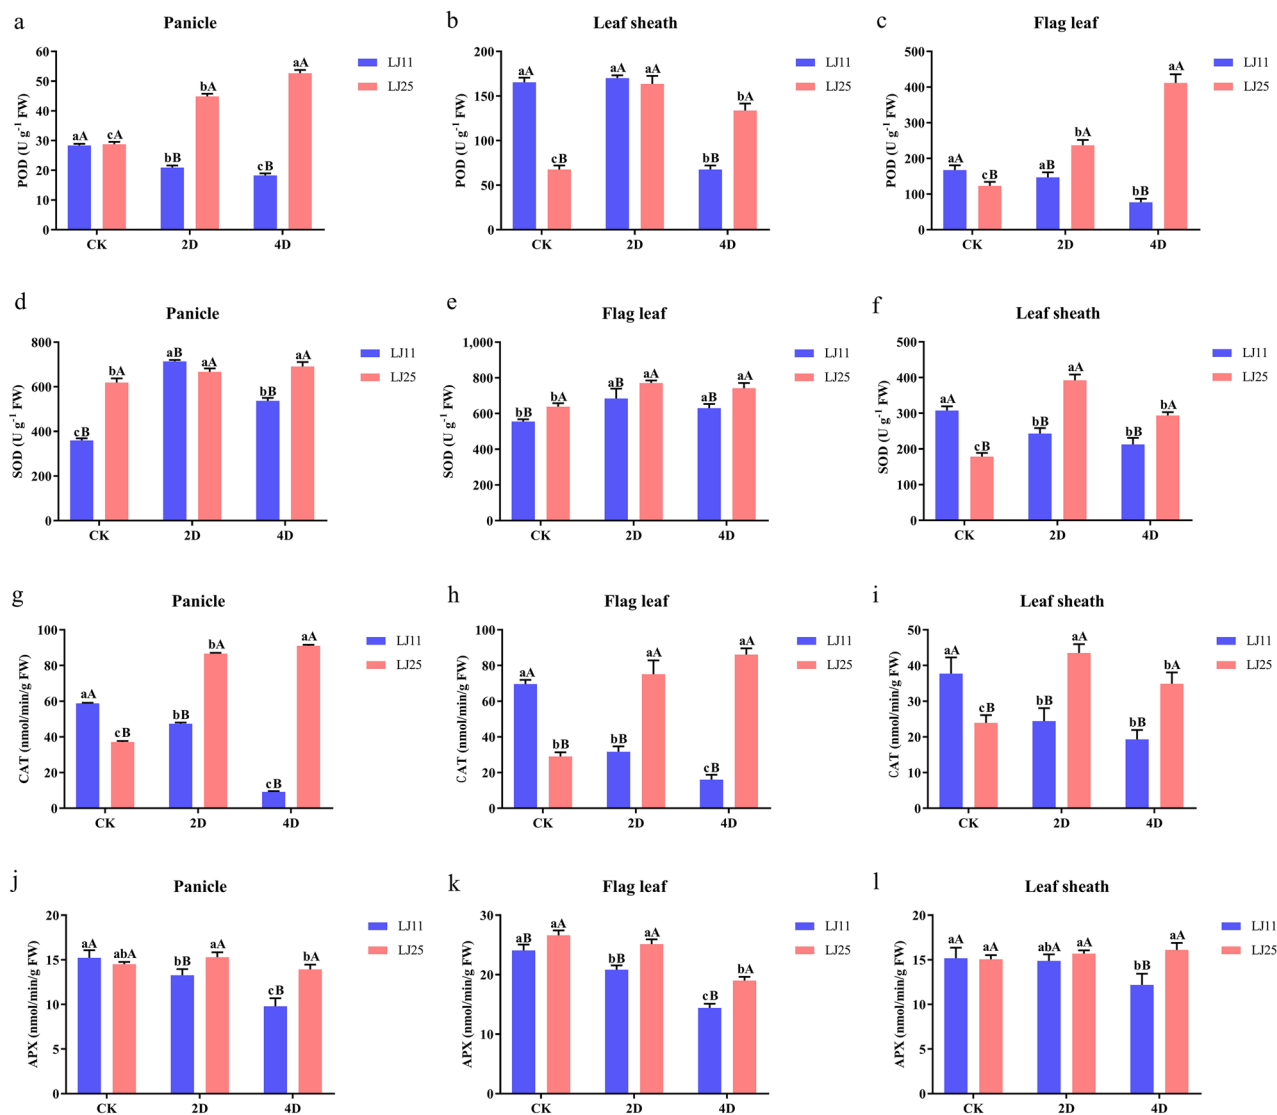 a
Panicle
POD (U g⁻¹ FW)
60
50
40
30
20
10
0
aA
cA
bB
bA
cB
aA
CK
2D
4D
LJ11
LJ25
b
Leaf sheath
POD (U g⁻¹ FW)
200
150
100
50
0
aA
cB
aA
aA
bB
bA
CK
2D
4D
LJ11
LJ25
c
Flag leaf
POD (U g⁻¹ FW)
500
400
300
200
100
0
aA
cB
aB
bA
bB
aA
CK
2D
4D
LJ11
LJ25
d
Panicle
SOD (U g⁻¹ FW)
800
600
400
200
0
cB
bA
aB
aA
bB
aA
CK
2D
4D
LJ11
LJ25
e
Flag leaf
SOD (U g⁻¹ FW)
1,000
800
600
400
200
0
bB
bA
aB
aA
bB
aA
CK
2D
4D
LJ11
LJ25
f
Leaf sheath
SOD (U g⁻¹ FW)
500
400
300
200
100
0
aA
cB
bB
aA
bB
bA
CK
2D
4D
LJ11
LJ25
g
Panicle
CAT (nmol/min/g FW)
100
80
60
40
20
0
aA
cB
bB
bA
cB
aA
CK
2D
4D
LJ11
LJ25
h
Flag leaf
CAT (nmol/min/g FW)
100
80
60
40
20
0
aA
bB
bB
aA
cB
aA
CK
2D
4D
LJ11
LJ25
i
Leaf sheath
CAT (nmol/min/g FW)
50
40
30
20
10
0
aA
cB
bB
aA
bB
bA
CK
2D
4D
LJ11
LJ25
j
Panicle
APX (nmol/min/g FW)
20
15
10
5
0
aA
abA
bB
aA
cB
bA
CK
2D
4D
LJ11
LJ25
k
Flag leaf
APX (nmol/min/g FW)
30
20
10
0
aB
aA
bB
aA
cB
bA
CK
2D
4D
LJ11
LJ25
l
Leaf sheath
APX (nmol/min/g FW)
20
15
10
5
0
aA
aA
abA
aA
bB
aA
CK
2D
4D
LJ11
LJ25